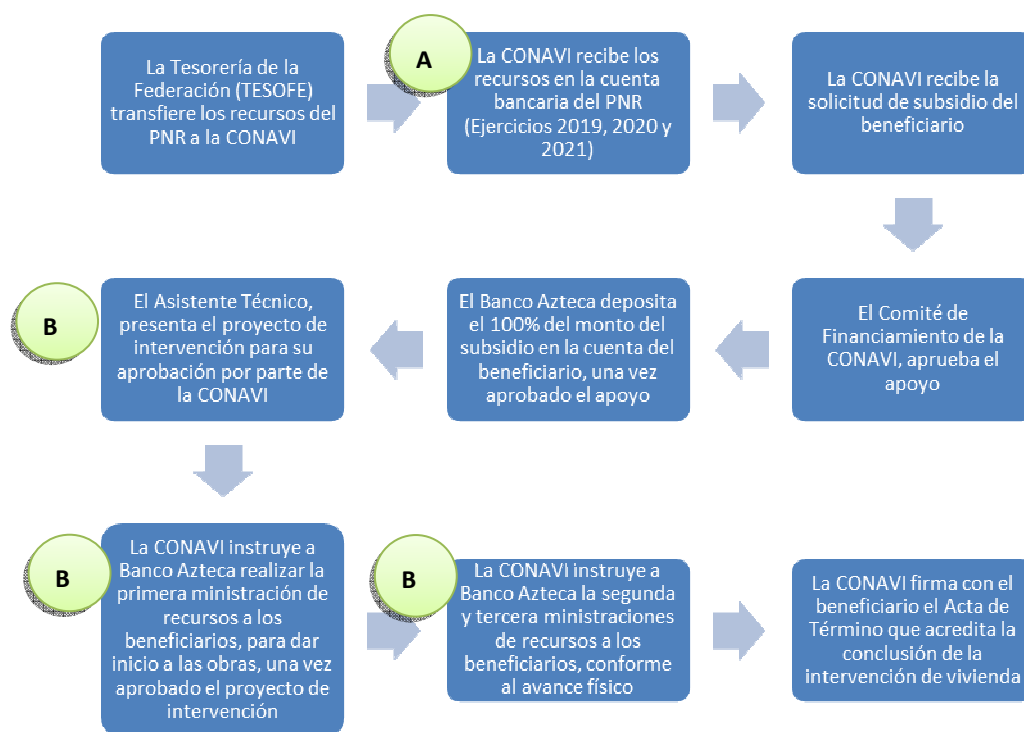 La Tesorería de la
Federación (TESOFE)
transfiere los recursos del
PNR a la CONAVI
A
La CONAVI recibe los
recursos en la cuenta
bancaria del PNR
(Ejercicios 2019, 2020 y
2021)
La CONAVI recibe la
solicitud de subsidio del
beneficiario
El Comité de
Financiamiento de la
CONAVI, aprueba el
apoyo
El Banco Azteca deposita
el 100% del monto del
subsidio en la cuenta del
beneficiario, una vez
aprobado el apoyo
B
El Asistente Técnico,
presenta el proyecto de
intervención para su
aprobación por parte de
la CONAVI
B
La CONAVI instruye a
Banco Azteca realizar la
primera ministración de
recursos a los
beneficiarios, para dar
inicio a las obras, una vez
aprobado el proyecto de
intervención
B
La CONAVI instruye a
Banco Azteca la segunda
y tercera ministraciones
de recursos a los
beneficiarios, conforme
al avance físico
La CONAVI firma con el
beneficiario el Acta de
Término que acredita la
conclusión de la
intervención de vivienda